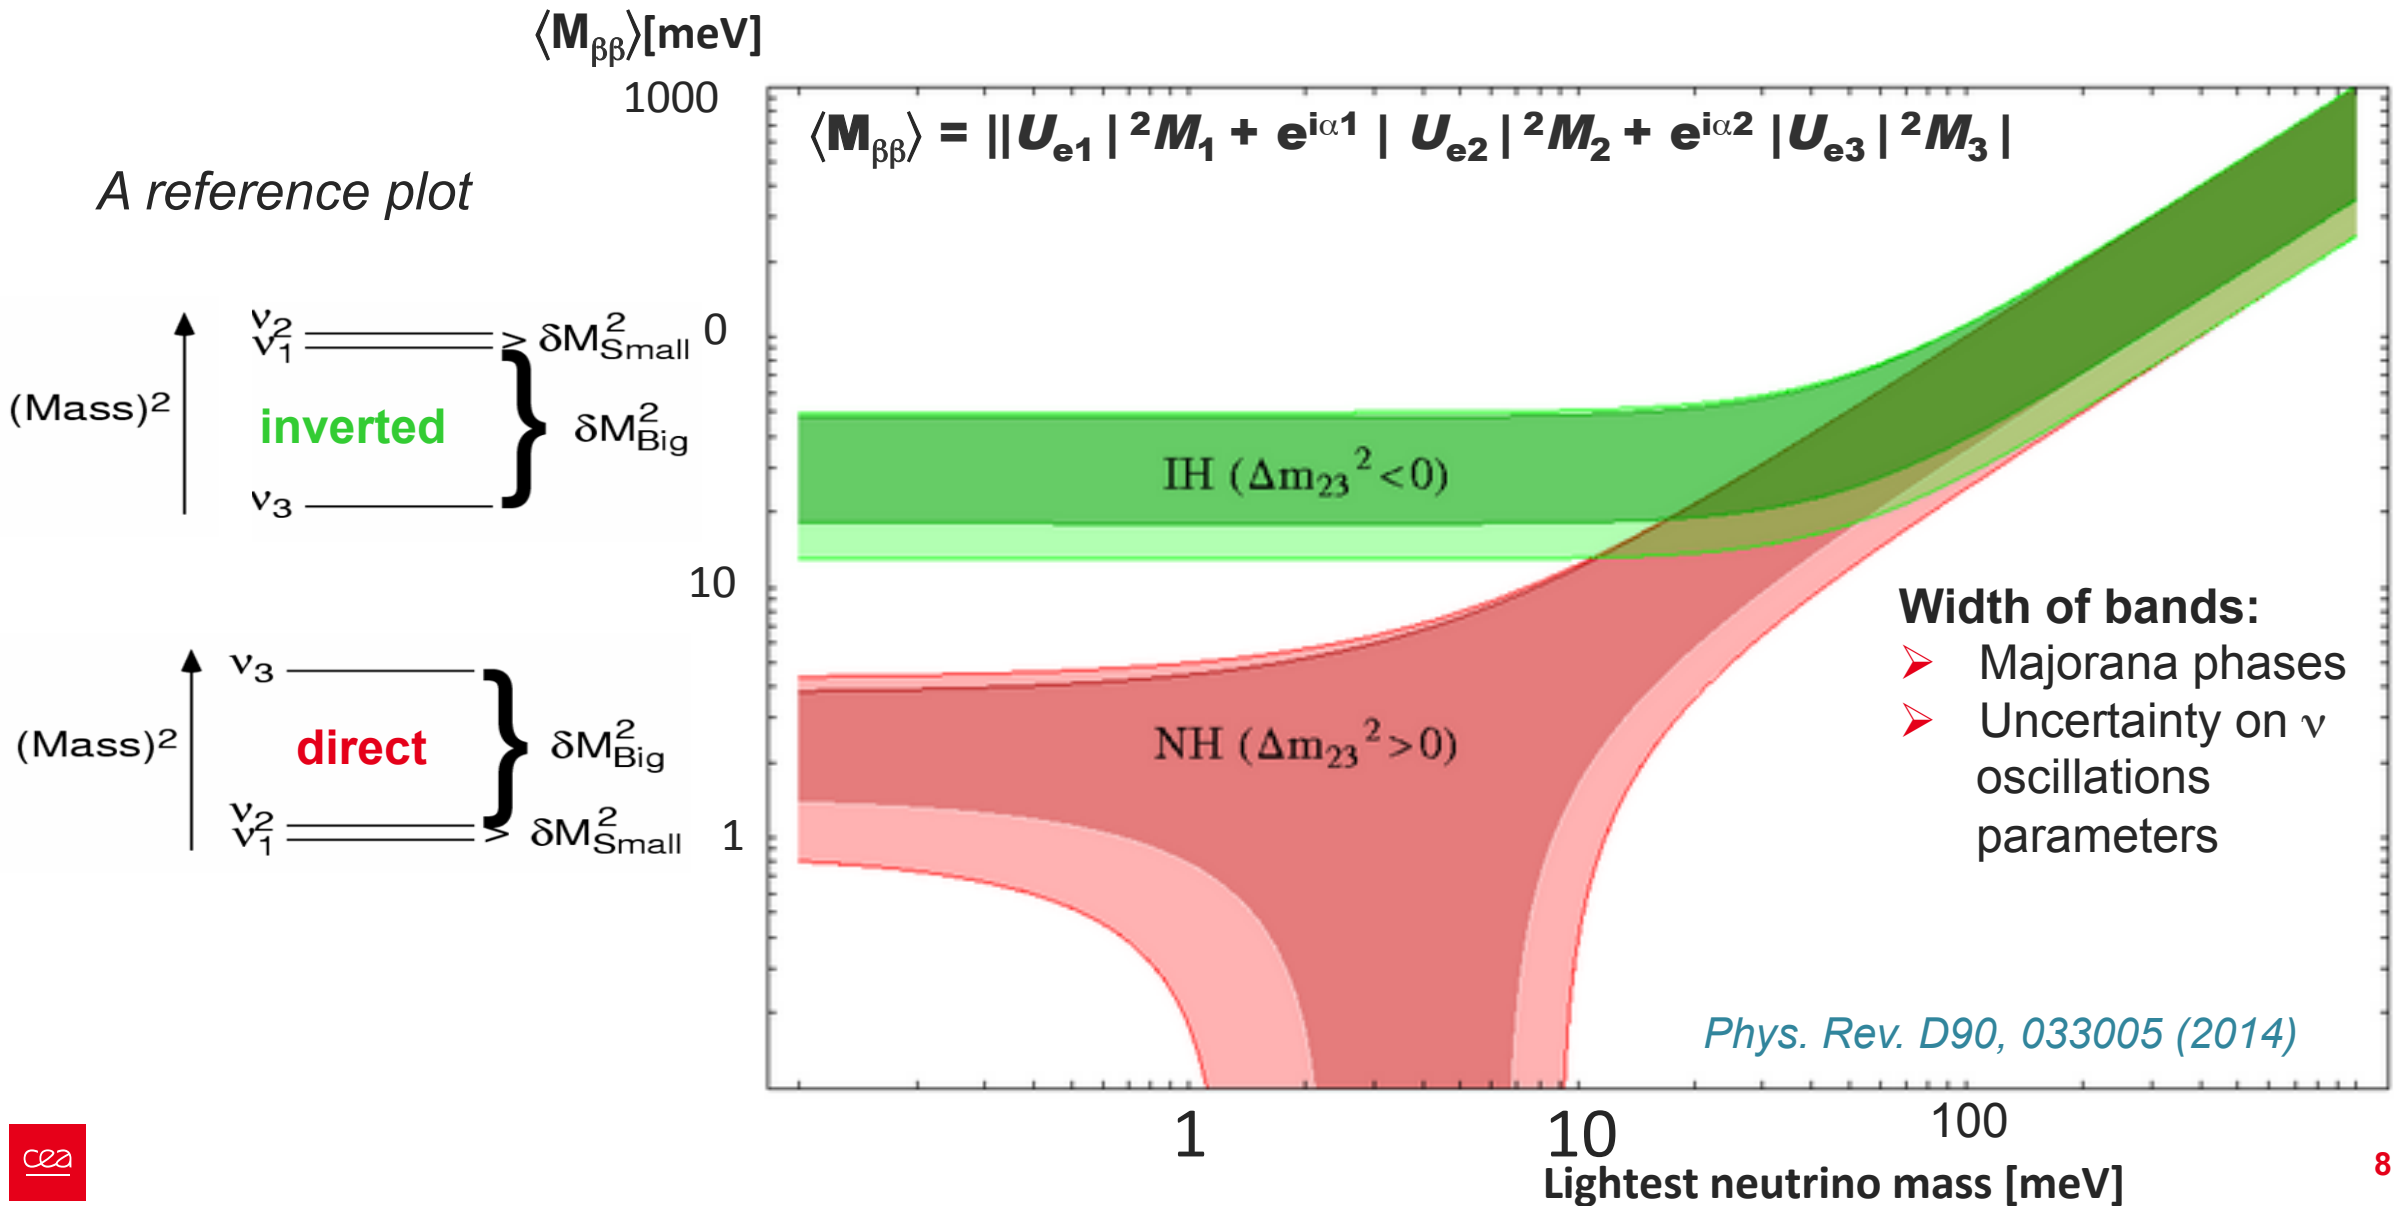 ⟨Mββ⟩[meV]
1000
⟨Mββ⟩ = ||Ue1|²M1 + e^iα1 | Ue2|²M2 + e^iα2 |Ue3|²M3|
A reference plot
ν2
ν1
> δM²Small
0
(Mass)2
inverted
} δM²Big
ν3
IH (Δm23²<0)
10
Width of bands:
➢ Majorana phases
➢ Uncertainty on ν
oscillations
parameters
ν3
(Mass)2
direct
} δM²Big
NH (Δm23²>0)
ν2
ν1
> δM²Small
1
Phys. Rev. D90, 033005 (2014)
1
10
100
Lightest neutrino mass [meV]
cea
8